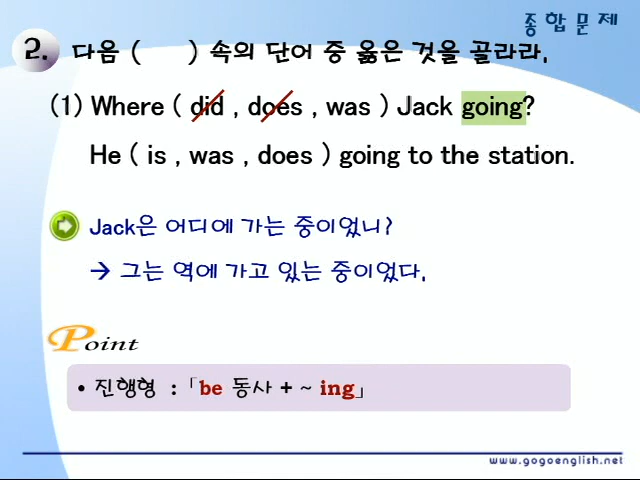 종합문제
2. 다음 (      ) 속의 단어 중 옳은 것을 골라라.
(1) Where ( did , does , was ) Jack going?
He ( is , was , does ) going to the station.
Jack은 어디에 가는 중이었니?
→ 그는 역에 가고 있는 중이었다.
Point
• 진행형 : 「be 동사 + ~ ing」
www.gogoenglish.net